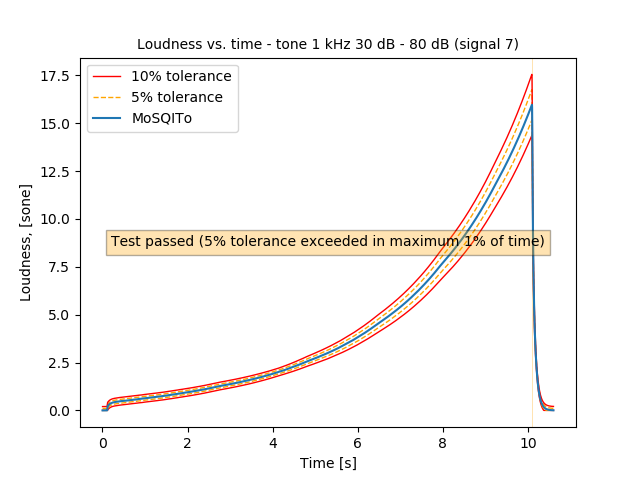 Loudness vs. time - tone 1 kHz 30 dB - 80 dB (signal 7)
10% tolerance
5% tolerance
MoSQITo
Test passed (5% tolerance exceeded in maximum 1% of time)
Loudness, [sone]
17.5
15.0
12.5
10.0
7.5
5.0
2.5
0.0
0 2 4 6 8 10
Time [s]